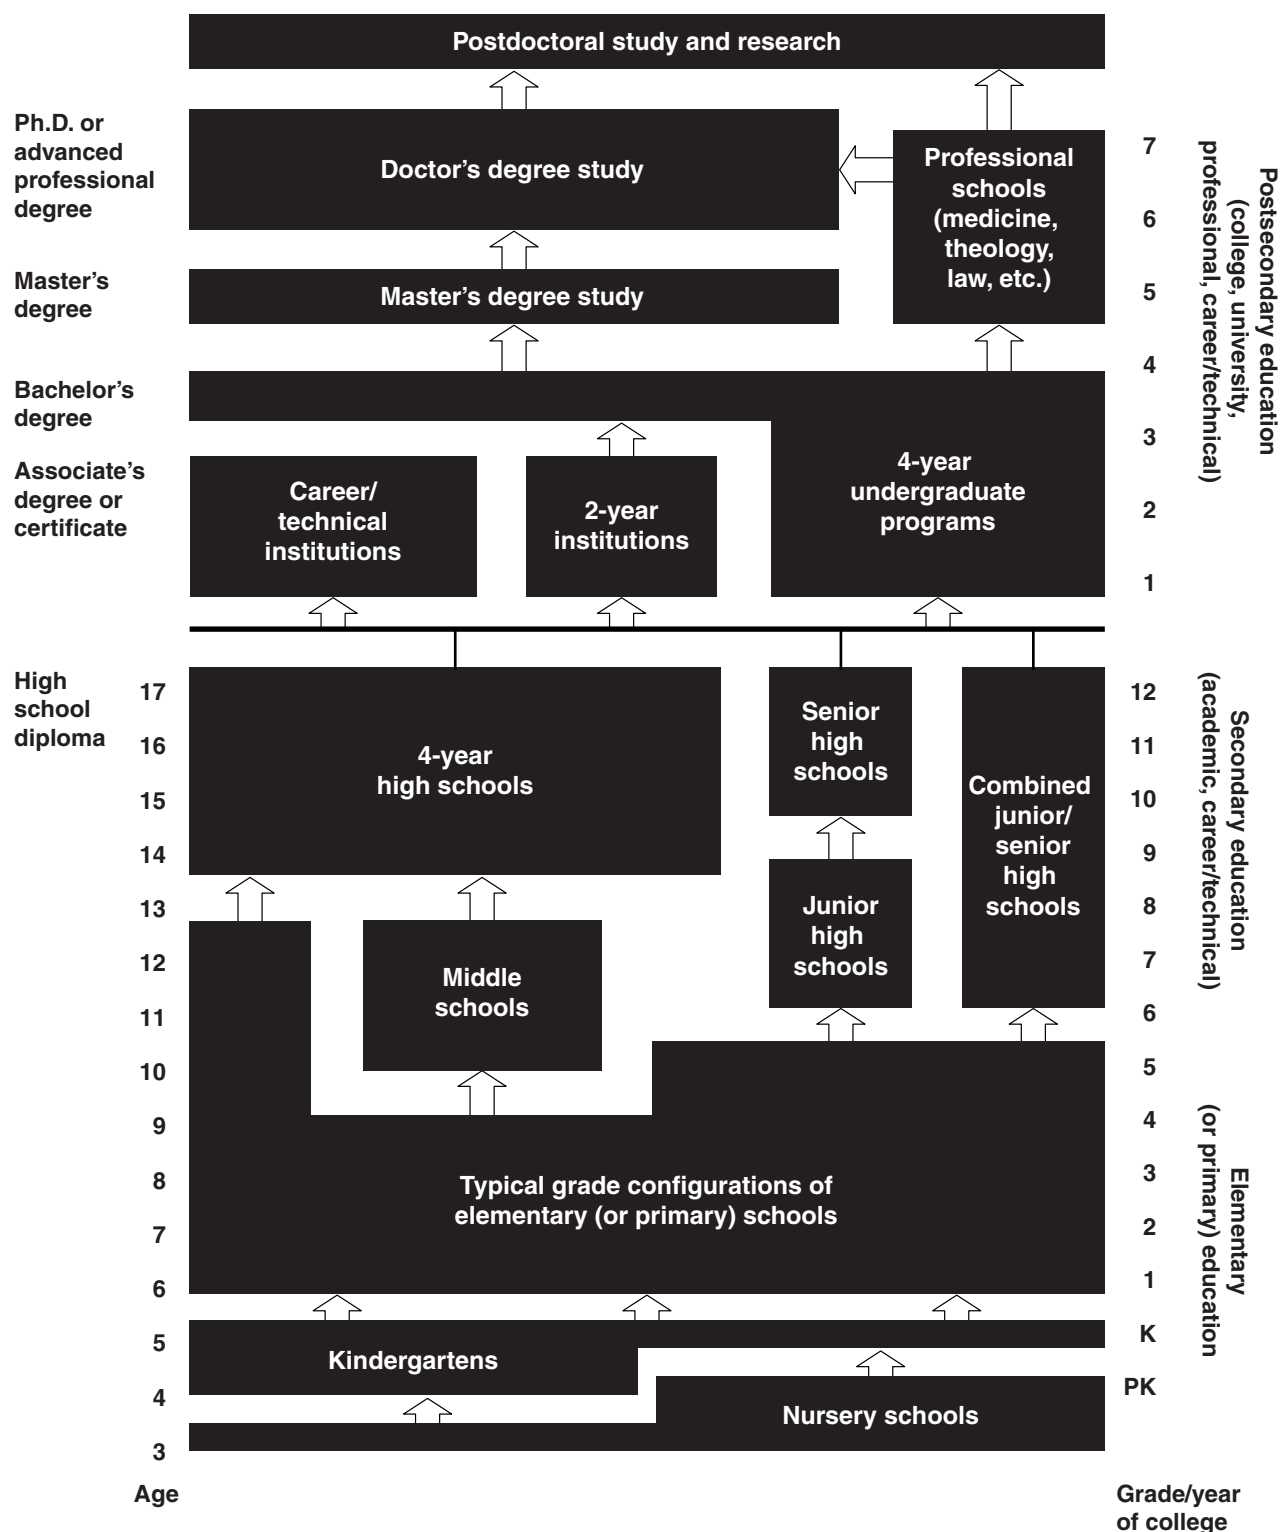 Postdoctoral study and research
Ph.D. or
advanced
professional
degree
Doctor’s degree study
Professional
schools
(medicine,
theology,
law, etc.)
7
6
5
Master’s
degree
Master’s degree study
Postsecondary education
(college, university,
professional, career/technical)
Bachelor’s
degree
4
3
4-year
undergraduate
programs
Associate’s
degree or
certificate
Career/
technical
institutions
2-year
institutions
2
1
High
school
diploma
17
16
15
14
13
12
11
10
9
8
7
6
5
4
3
Age
4-year
high schools
Senior
high
schools
Combined
junior/
senior
high
schools
Junior
high
schools
Middle
schools
12
11
10
9
8
7
6
5
4
3
2
1
K
PK
Secondary education
(academic, career/technical)
Typical grade configurations of
elementary (or primary) schools
Elementary
(or primary) education
Kindergartens
Nursery schools
Grade/year
of college